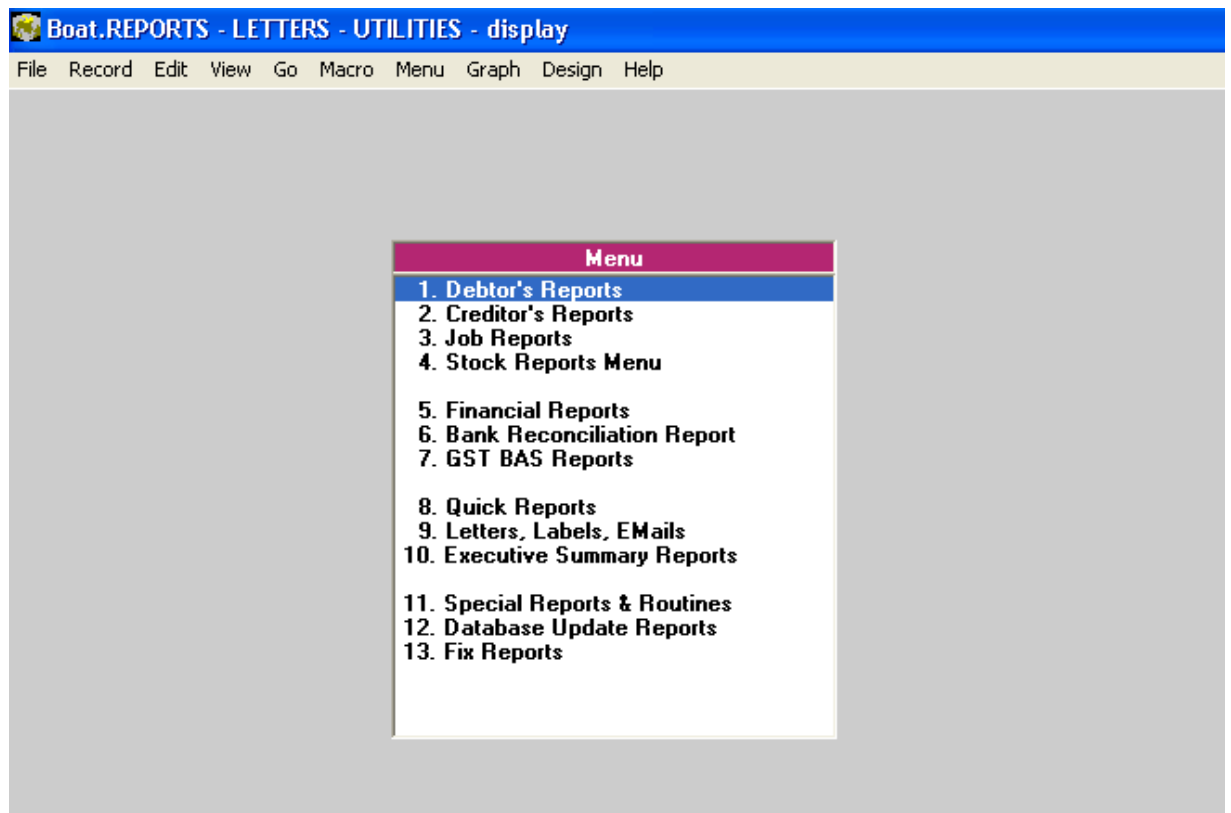 Boat.REPORTS - LETTERS - UTILITIES - display
File Record Edit View Go Macro Menu Graph Design Help
Menu
1. Debtor's Reports
2. Creditor's Reports
3. Job Reports
4. Stock Reports Menu
5. Financial Reports
6. Bank Reconciliation Report
7. GST BAS Reports
8. Quick Reports
9. Letters, Labels, EMails
10. Executive Summary Reports
11. Special Reports & Routines
12. Database Update Reports
13. Fix Reports